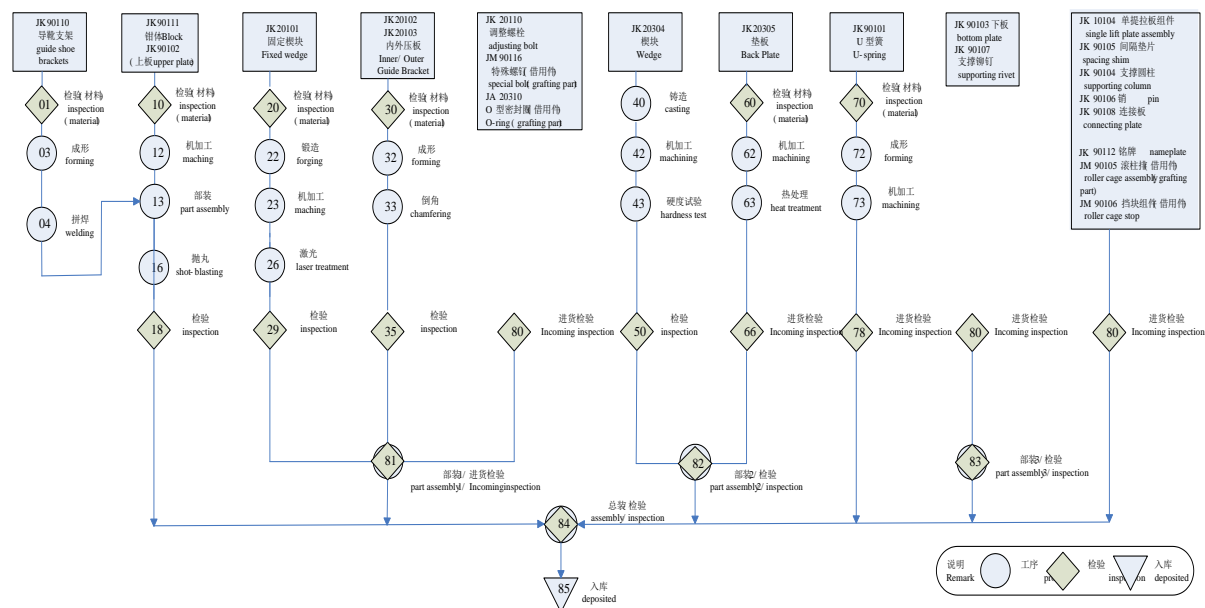 JK90110
导靴支架
guide shoe
brackets
JK90111
钳体Block
JK90102
(上板upper plate)
JK20101
固定楔块
Fixed wedge
JK20102
JK20103
内外压板
Inner/ Outer
Guide Bracket
JK 20110
调整螺栓
adjusting bolt
JM 90116
特殊螺钉(借用件)
special bolt( grafting part)
JA 20310
O 型密封圈(借用件)
O-ring( grafting part)
JK20304
楔块
Wedge
JK20305
垫板
Back Plate
JK90101
U 型簧
U- spring
JK 90103 下板
bottom plate
JK 90107
支撑铆钉
supporting rivet
JK 10104 单提拉板组件
single lift plate assembly
JK 90105 间隔垫片
spacing shim
JK 90104 支撑圆柱
supporting column
JK 90106 销 pin
JK 90108 连接板
connecting plate
JK 90112 铭牌 nameplate
JM 90105 滚柱排(借用件)
roller cage assembly(grafting
part)
JM 90106 挡块组件(借用件)
roller cage stop
01
检验(材料)
inspection
( material)
10
检验(材料)
inspection
( material)
20
检验(材料)
inspection
( material)
30
检验(材料)
inspection
( material)
40
铸造
casting
60
检验(材料)
inspection
( material)
70
检验(材料)
inspection
( material)
03
成形
forming
12
机加工
maching
22
锻造
forging
32
成形
forming
42
机加工
machining
62
机加工
machining
72
成形
forming
04
拼焊
welding
13
部装
part assembly
23
机加工
maching
33
倒角
chamfering
43
硬度试验
hardness test
63
热处理
heat treatment
73
机加工
machining
16
抛丸
shot- blasting
26
激光
laser treatment
18
检验
inspection
29
检验
inspection
35
检验
inspection
80
进货检验
Incoming inspection
50
检验
inspection
66
进货检验
Incoming inspection
78
进货检验
Incoming inspection
80
进货检验
Incoming inspection
80
进货检验
Incoming inspection
81
部装1/ 进货检验
part assembly1/ Incominginspection
82
部装2/ 检验
part assembly2/ inspection
83
部装3/ 检验
part assembly3/ inspection
84
总装/检验
assembly/ inspection
85
入库
deposited
说明
Remark
工序
检验
inspection
入库
deposited